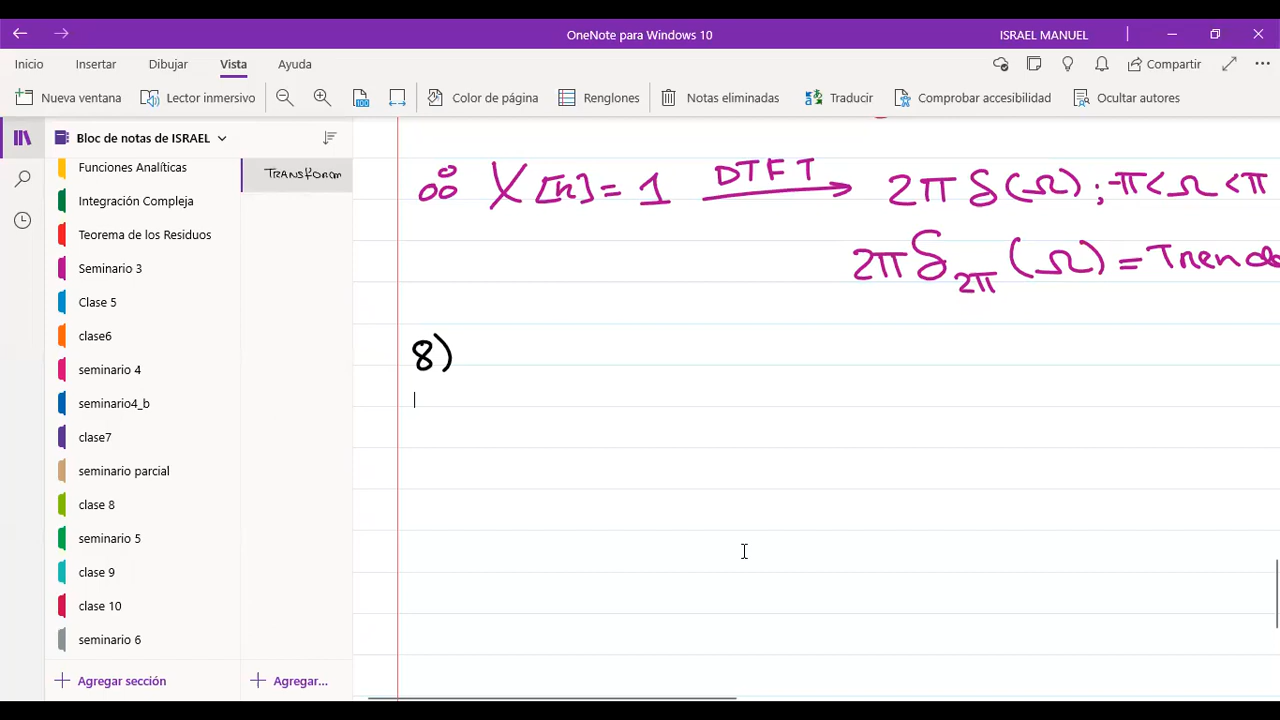 OneNote para Windows 10
ISRAEL MANUEL
Inicio Insertar Dibujar Vista Ayuda
Compartir
Nueva ventana Lector inmersivo 100 Color de página Renglones Notas eliminadas Traducir Comprobar accesibilidad Ocultar autores
Bloc de notas de ISRAEL
Funciones Analíticas
TRANSFORM
Integración Compleja
Teorema de los Residuos
Seminario 3
Clase 5
clase6
seminario 4
seminario4_b
clase7
seminario parcial
clase 8
seminario 5
clase 9
clase 10
seminario 6
Agregar sección
Agregar...
∴ X[n] = 1 DTFT → 2π δ(Ω) ; -π < Ω < π
2π δ_2π (Ω) = Tren de
8)